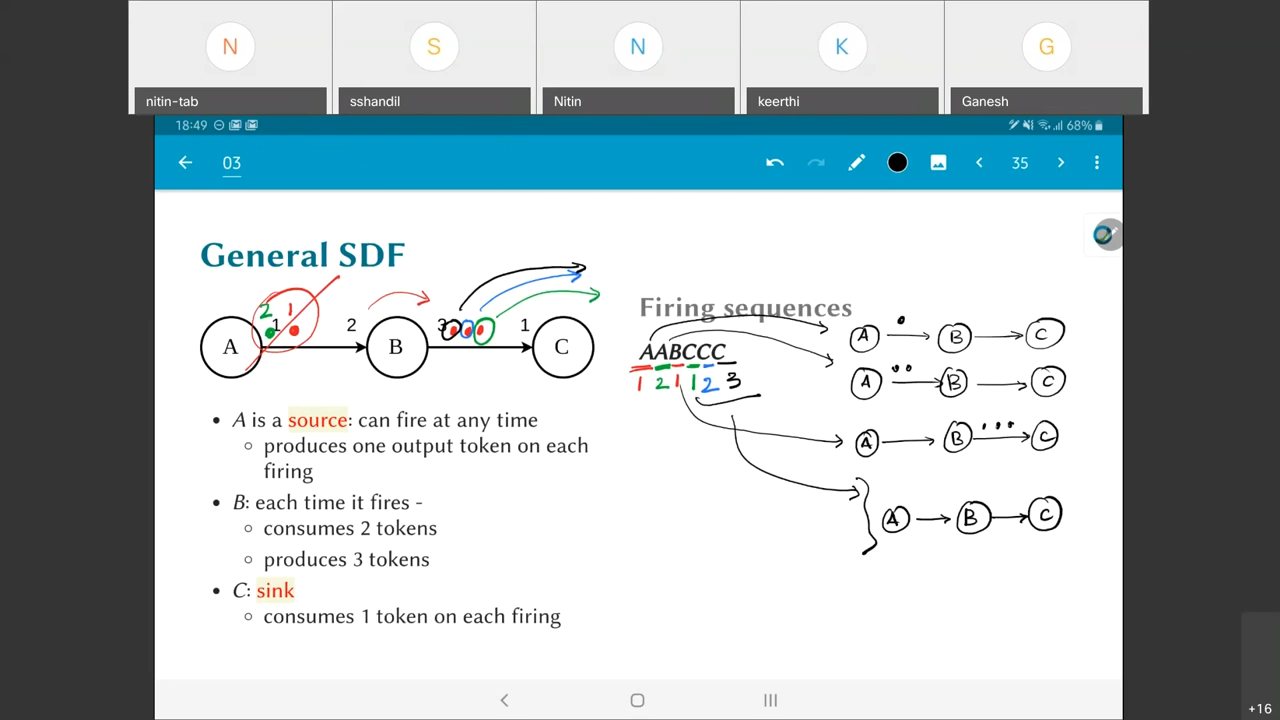 N S N K G
nitin-tab sshandil Nitin keerthi Ganesh
18:49 68%
03 35
General SDF
2 1
A 1 2 B 3 1 C
A is a source: can fire at any time
produces one output token on each
firing
B: each time it fires -
consumes 2 tokens
produces 3 tokens
C: sink
consumes 1 token on each firing
Firing sequences
AABCCC
1 2 1 1 2 3
A B C
A B C
A B C
A B C
+16